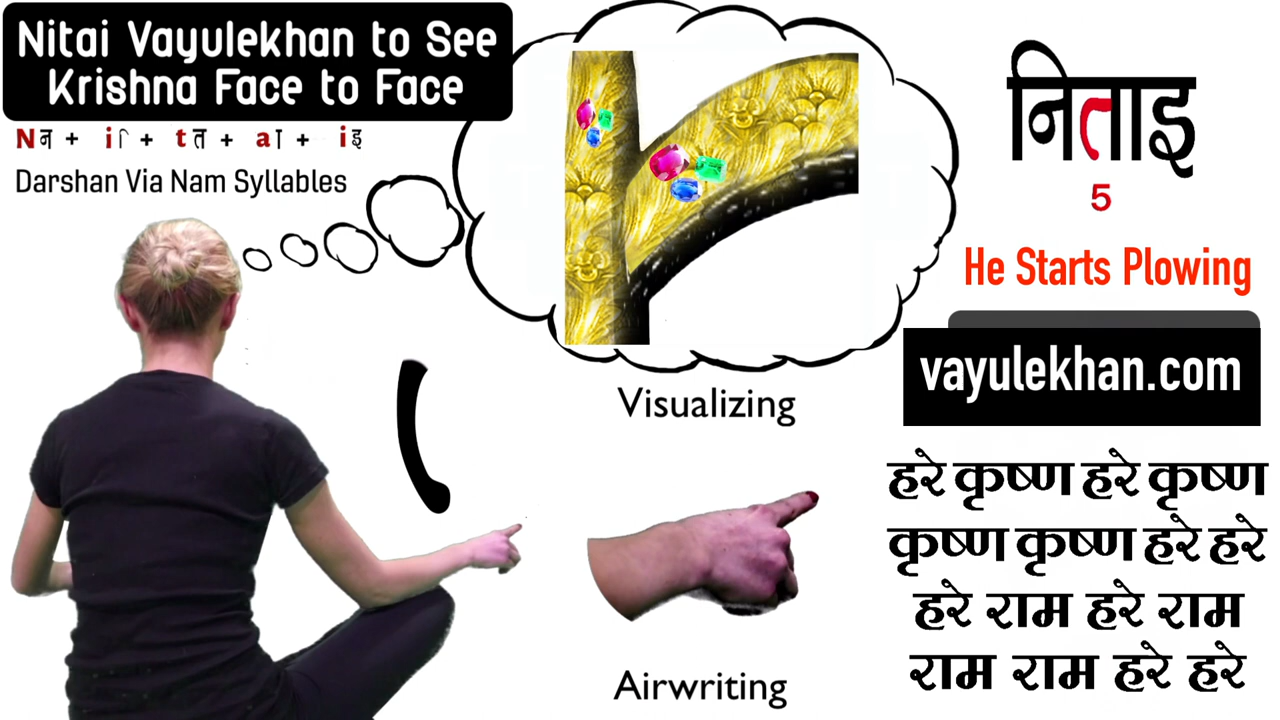 Nitai Vayulekhan to See
Krishna Face to Face
Nन + iि + tत + aा + iइ
Darshan Via Nam Syllables
निताइ
5
He Starts Plowing
vayulekhan.com
Visualizing
हरे कृष्ण हरे कृष्ण
कृष्ण कृष्ण हरे हरे
हरे राम हरे राम
राम राम हरे हरे
Airwriting